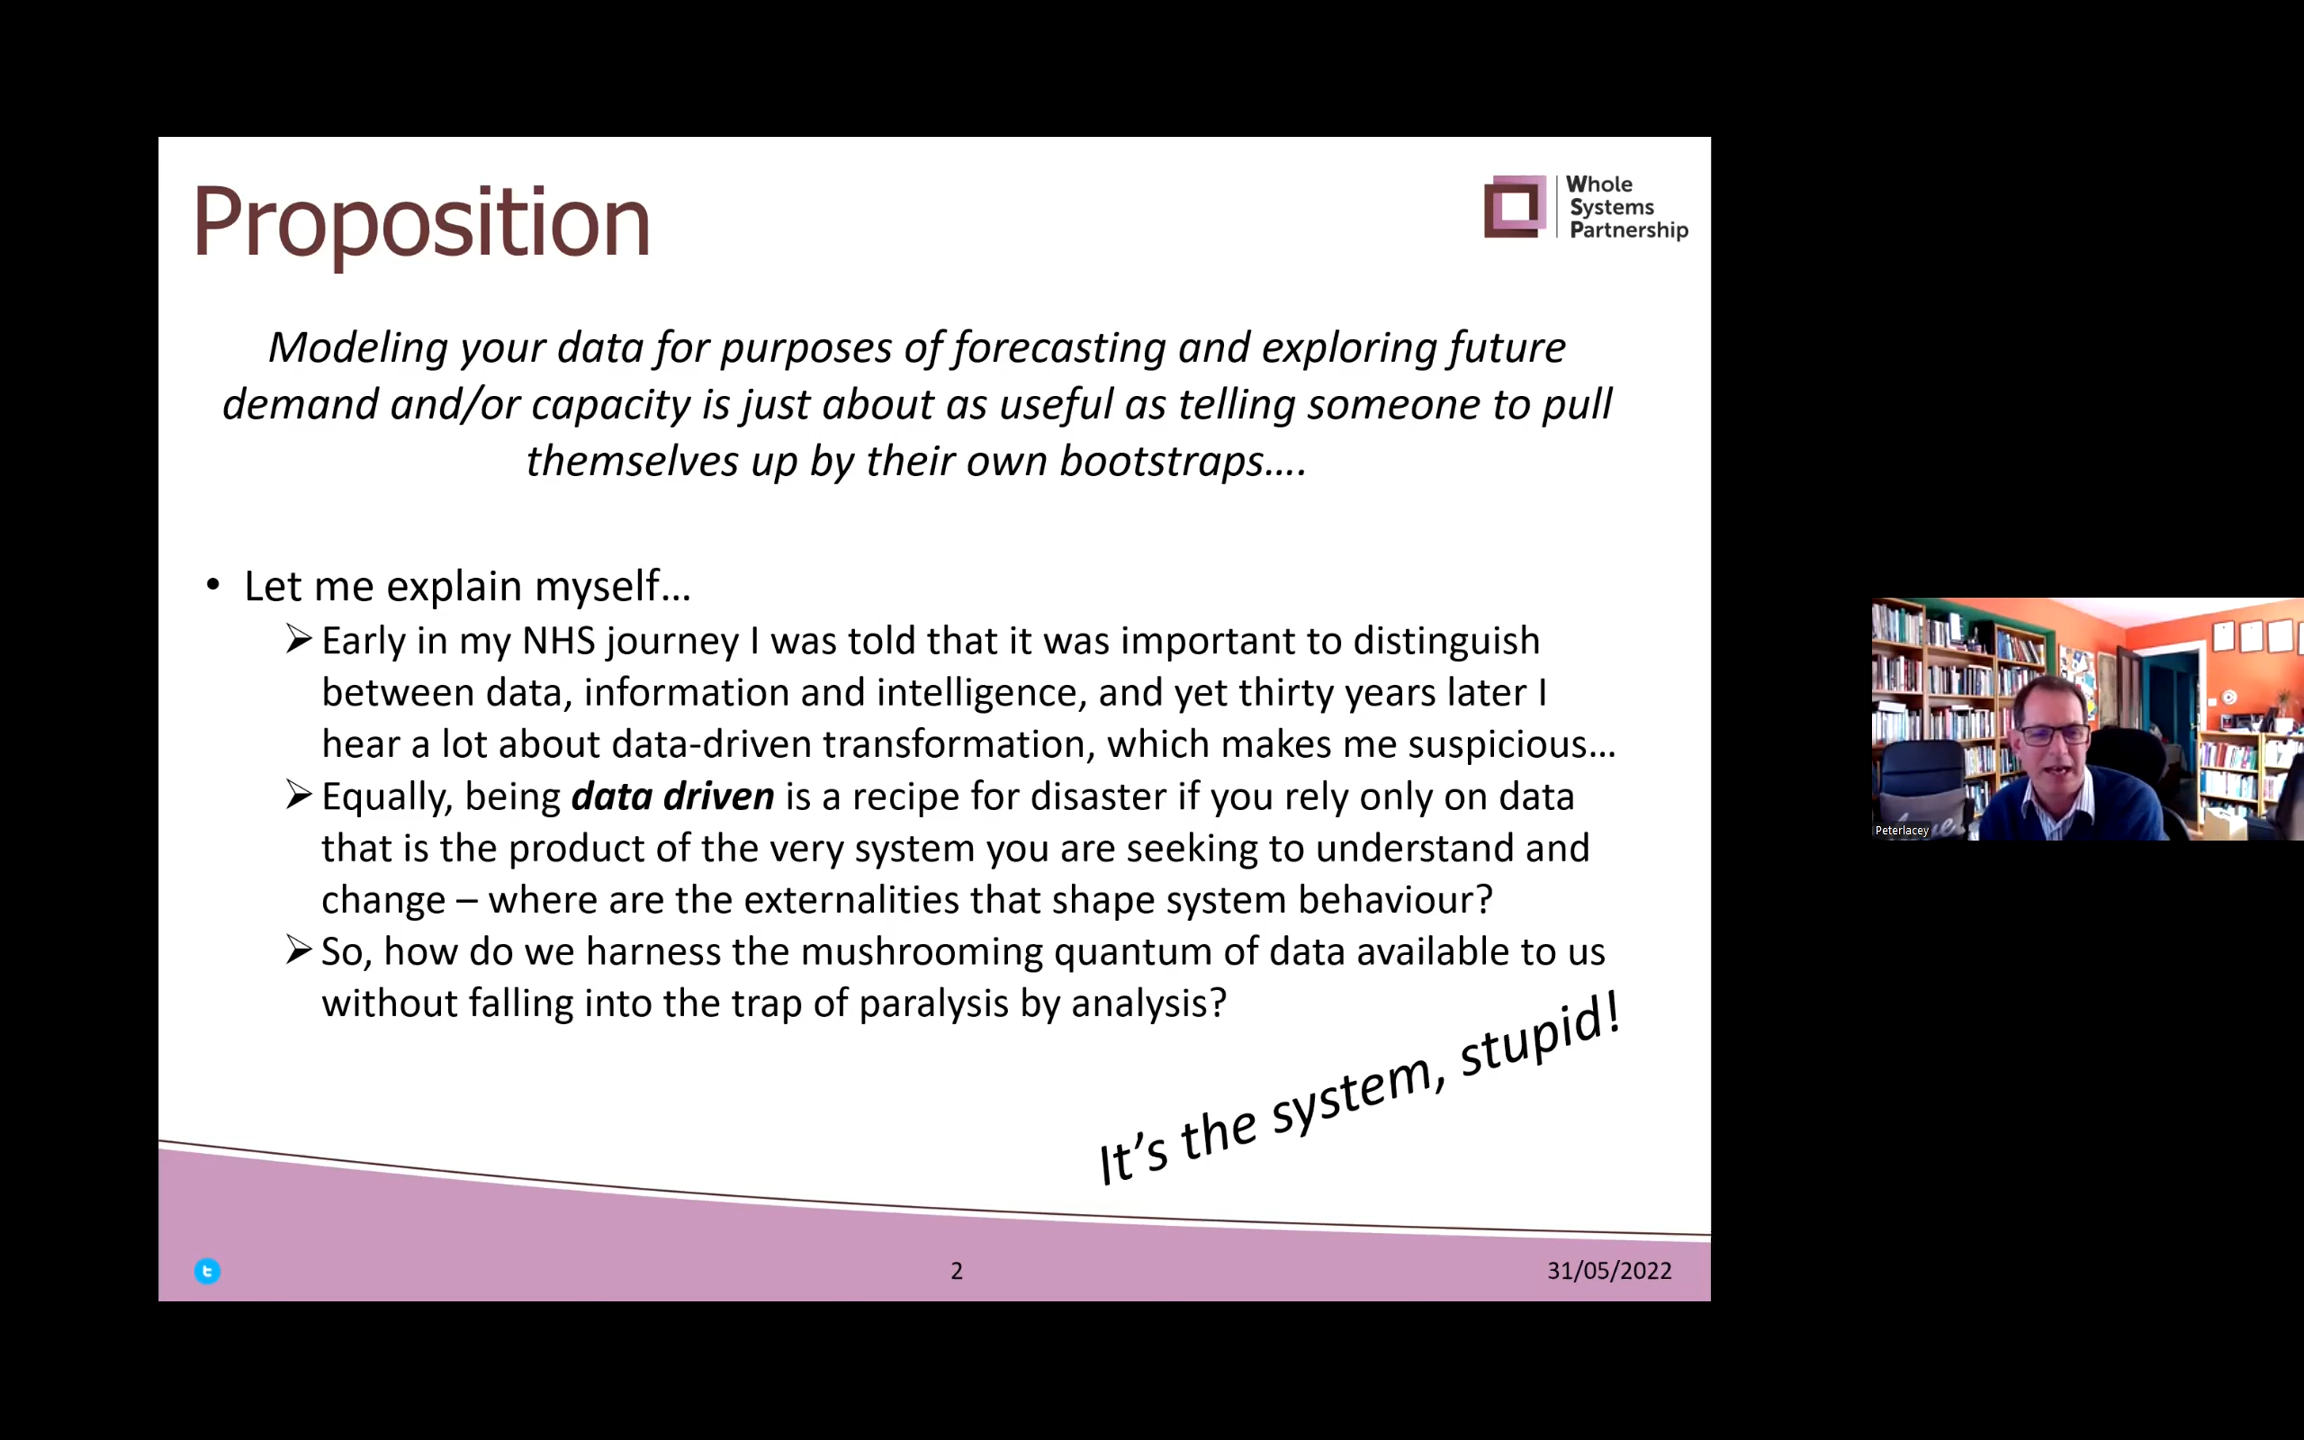 Proposition
Whole
Systems
Partnership
Modeling your data for purposes of forecasting and exploring future
demand and/or capacity is just about as useful as telling someone to pull
themselves up by their own bootstraps….
• Let me explain myself…
➢ Early in my NHS journey I was told that it was important to distinguish
between data, information and intelligence, and yet thirty years later I
hear a lot about data-driven transformation, which makes me suspicious…
➢ Equally, being data driven is a recipe for disaster if you rely only on data
that is the product of the very system you are seeking to understand and
change – where are the externalities that shape system behaviour?
➢ So, how do we harness the mushrooming quantum of data available to us
without falling into the trap of paralysis by analysis?
It’s the system, stupid!
2
31/05/2022
Peterlacey